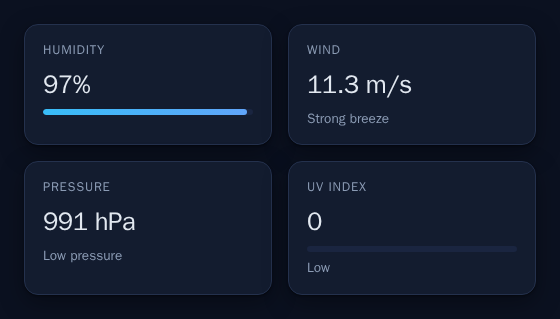 HUMIDITY
97%
WIND
11.3 m/s
Strong breeze
PRESSURE
991 hPa
Low pressure
UV INDEX
0
Low